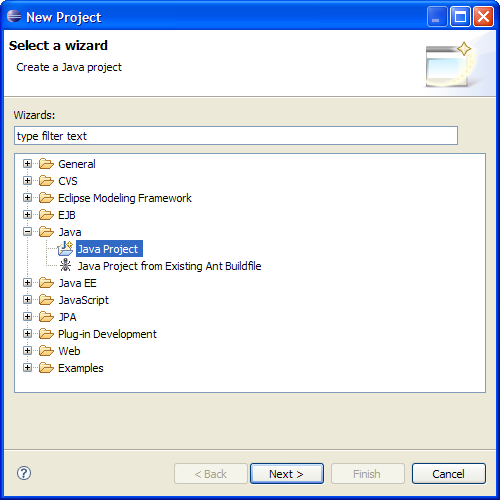 New Project
Select a wizard
Create a Java project
Wizards:
type filter text
General
CVS
Eclipse Modeling Framework
EJB
Java
Java Project
Java Project from Existing Ant Buildfile
Java EE
JavaScript
JPA
Plug-in Development
Web
Examples
?
< Back
Next >
Finish
Cancel